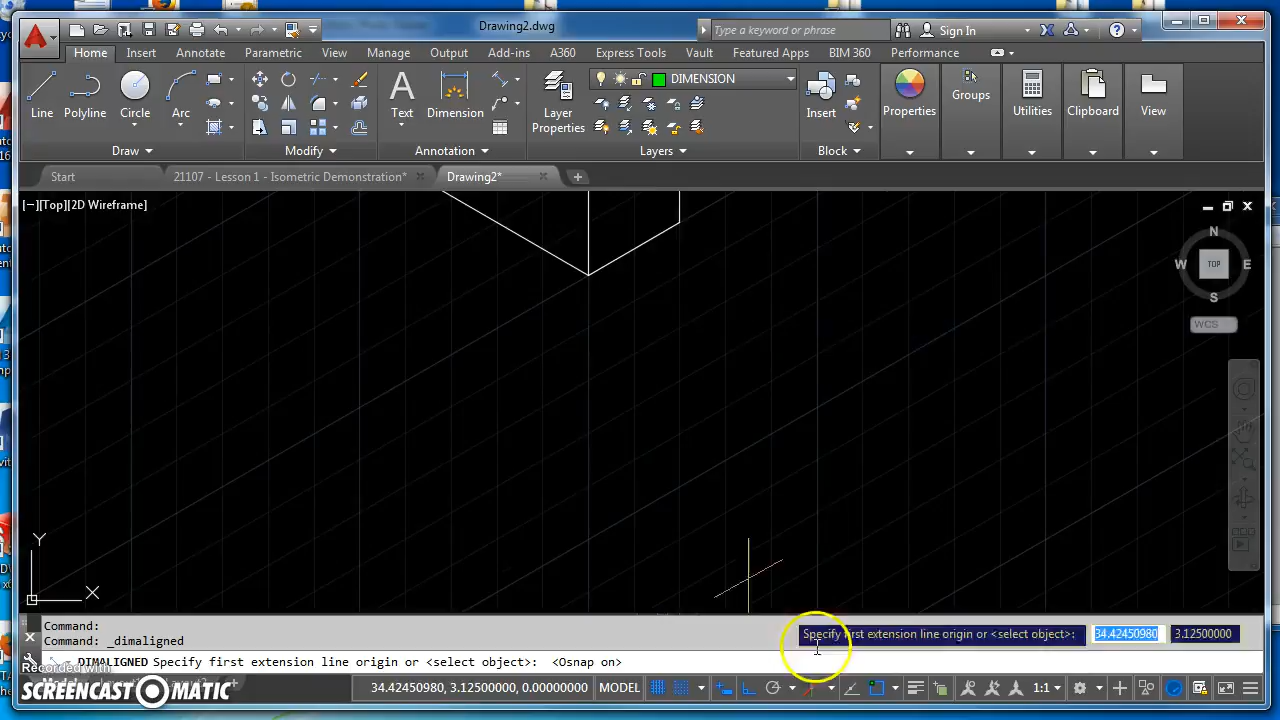 Drawing2.dwg
Type a keyword or phrase
Sign In
Home Insert Annotate Parametric View Manage Output Add-ins A360 Express Tools Vault Featured Apps BIM 360 Performance
DIMENSION
Line Polyline Circle Arc Text Dimension Layer Properties Insert Properties Groups Utilities Clipboard View
Draw Modify Annotation Layers Block
Start 21107 - Lesson 1 - Isometric Demonstration* Drawing2* +
[−][Top][2D Wireframe]
N
W TOP E
S
WCS
Y
X
Command:
Command: _dimaligned
Specify first extension line origin or <select object>: 34.42450980 3.12500000
DIMALIGNED Specify first extension line origin or <select object>: <Osnap on>
Recorded with
SCREENCAST O MATIC
34.42450980, 3.12500000, 0.00000000 MODEL 1:1